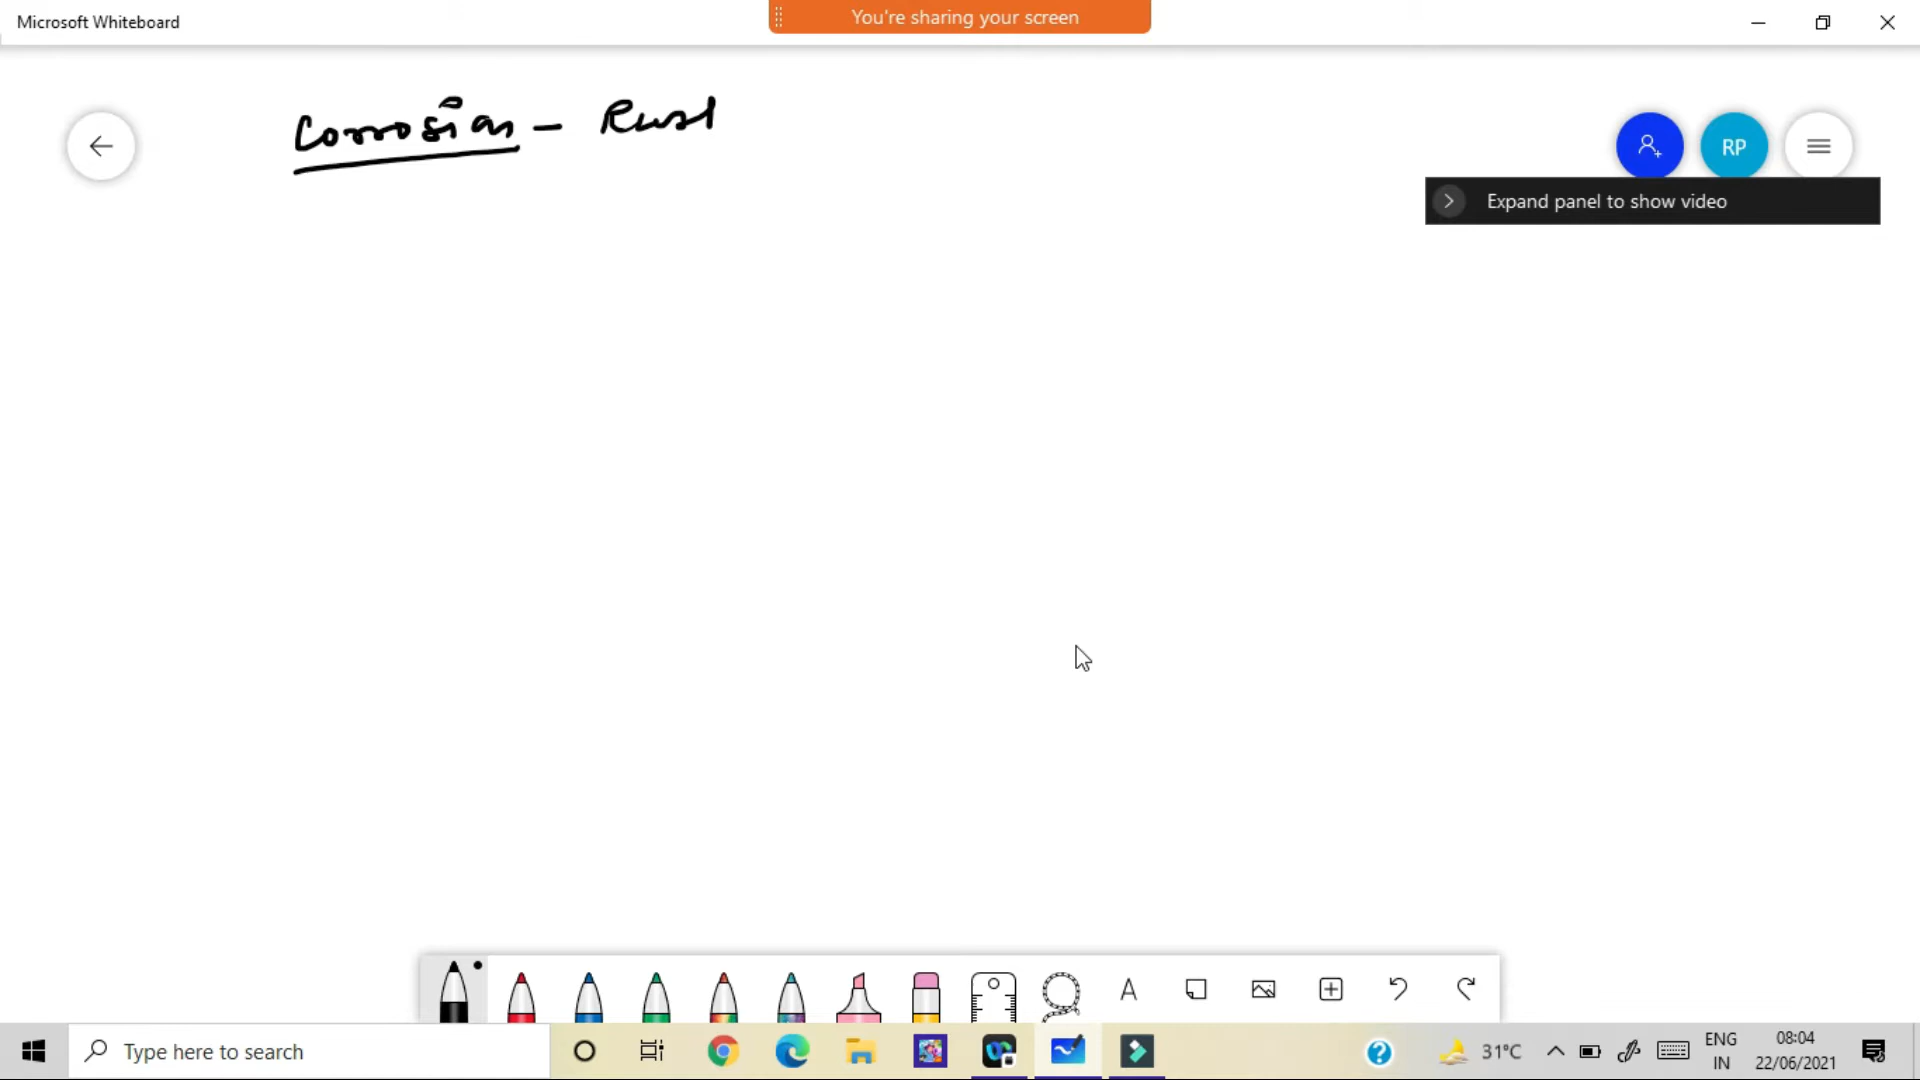 Microsoft Whiteboard
You're sharing your screen
Corrosion - Rust
RP
Expand panel to show video
A
Type here to search
31°C
ENG
IN
08:04
22/06/2021